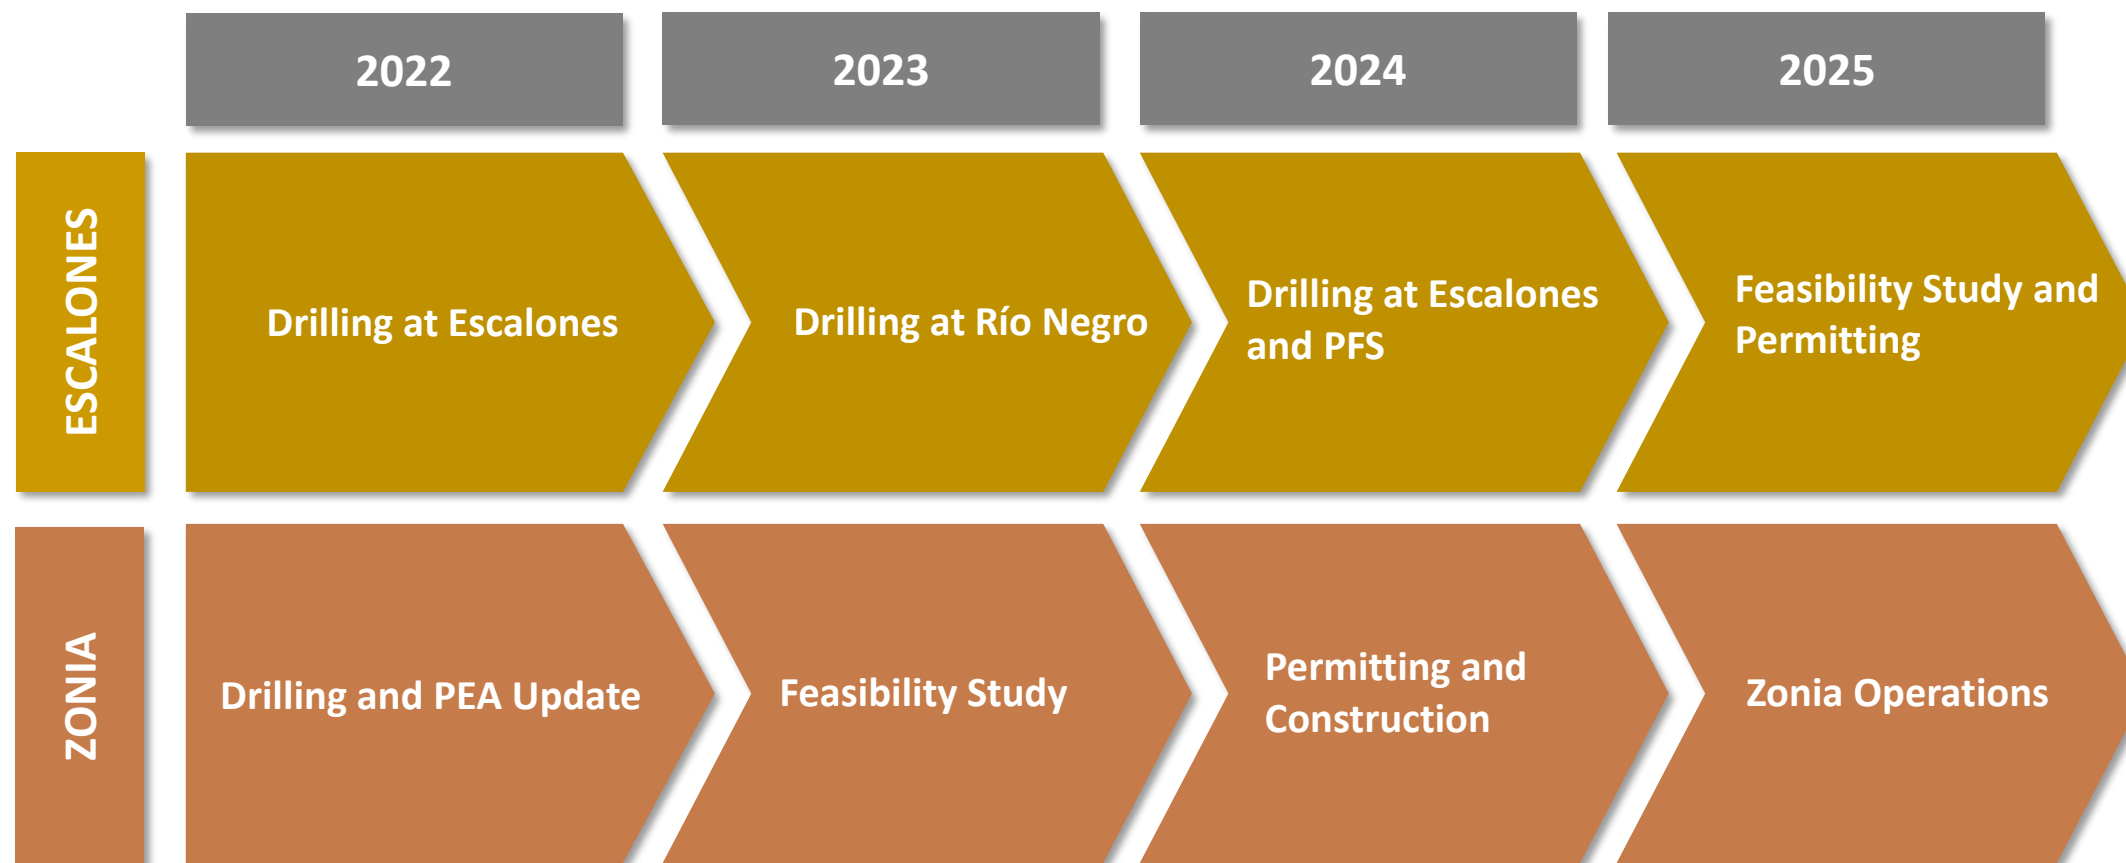 2022
2023
2024
2025
ESCALONES
Drilling at Escalones
Drilling at Río Negro
Drilling at Escalones
and PFS
Feasibility Study and
Permitting
ZONIA
Drilling and PEA Update
Feasibility Study
Permitting and
Construction
Zonia Operations